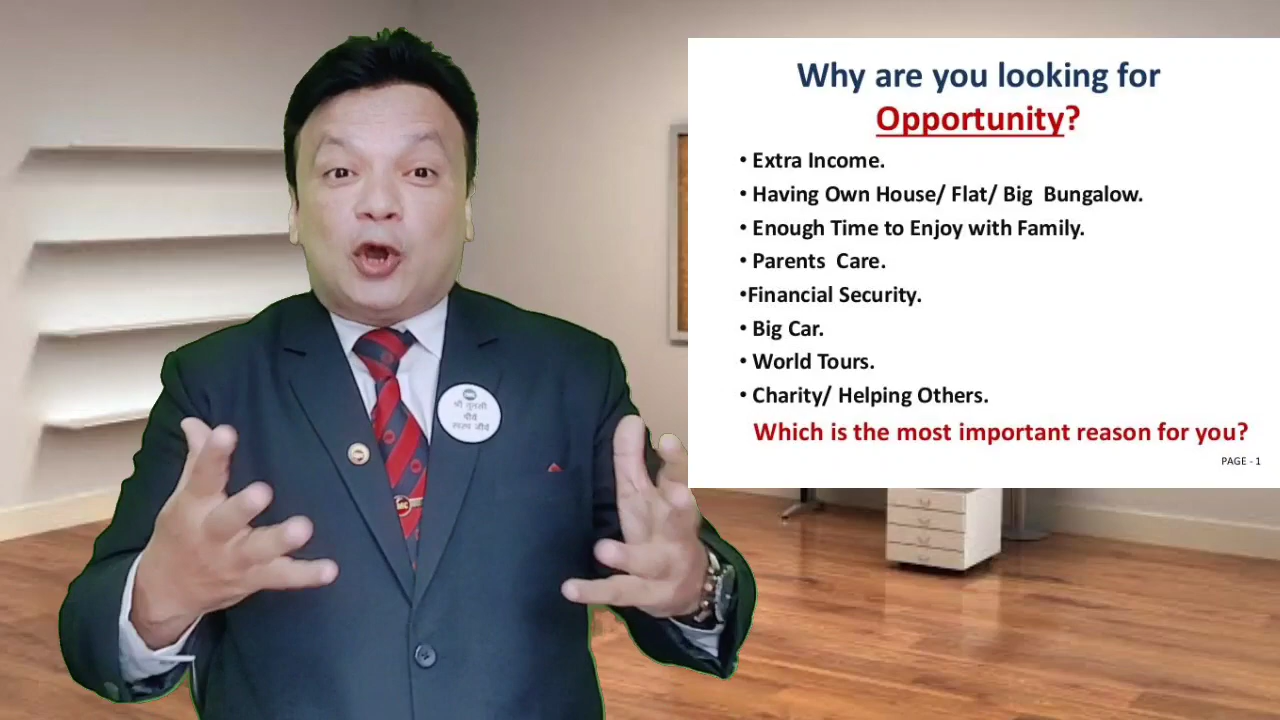 Why are you looking for
Opportunity?
• Extra Income.
• Having Own House/ Flat/ Big Bungalow.
• Enough Time to Enjoy with Family.
• Parents Care.
•Financial Security.
• Big Car.
• World Tours.
• Charity/ Helping Others.
Which is the most important reason for you?
PAGE - 1
श्री तुलसी
पीये
स्वस्थ जीये